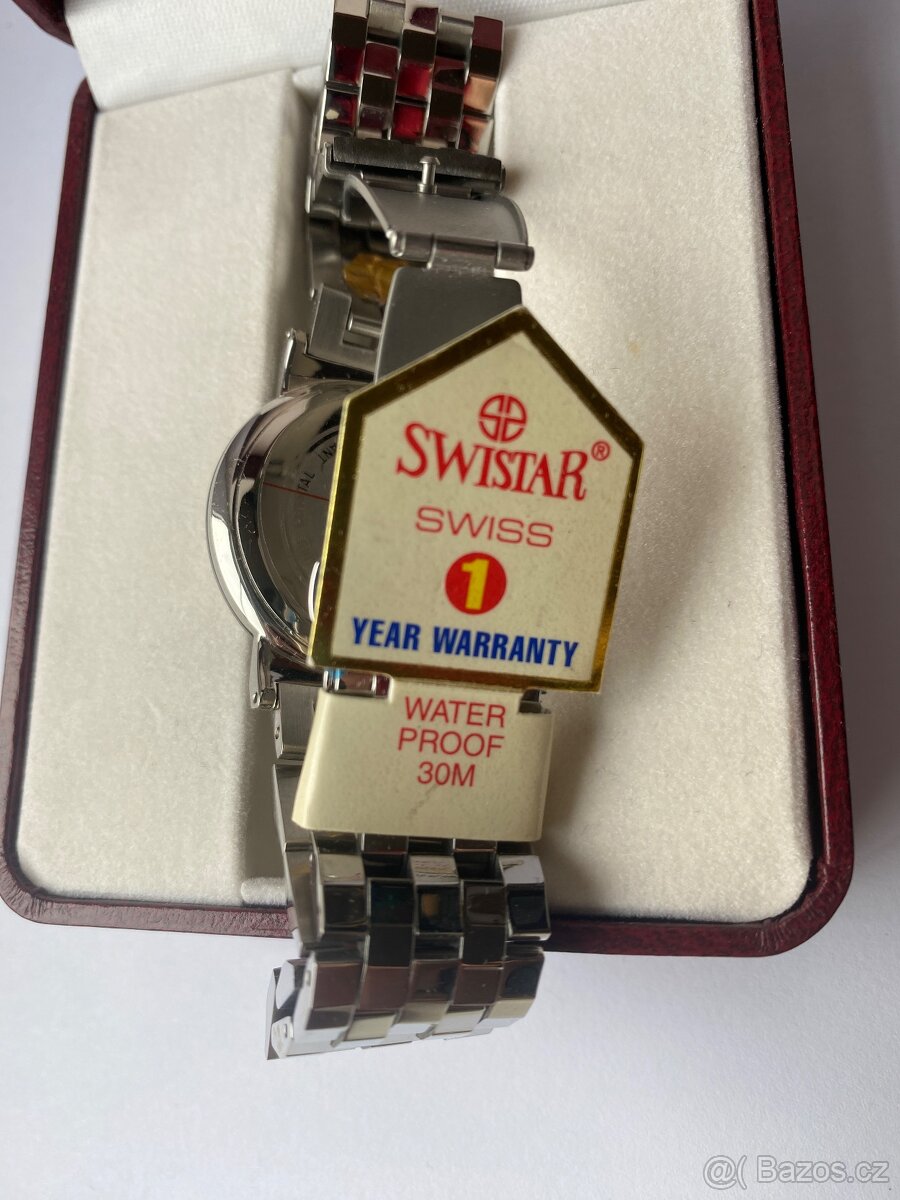 SWISTAR®
SWISS
1
YEAR WARRANTY
WATER
PROOF
30M
@( Bazos.cz